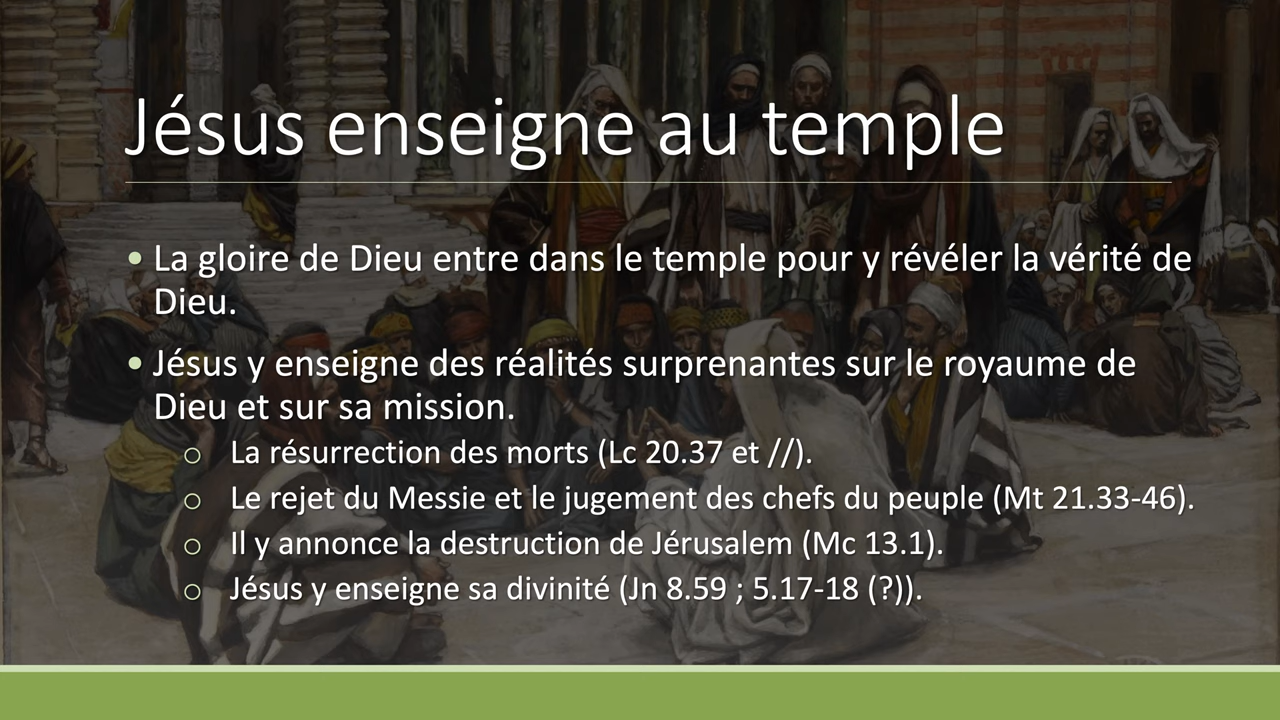 Jésus enseigne au temple
• La gloire de Dieu entre dans le temple pour y révéler la vérité de
Dieu.
• Jésus y enseigne des réalités surprenantes sur le royaume de
Dieu et sur sa mission.
o La résurrection des morts (Lc 20.37 et //).
o Le rejet du Messie et le jugement des chefs du peuple (Mt 21.33-46).
o Il y annonce la destruction de Jérusalem (Mc 13.1).
o Jésus y enseigne sa divinité (Jn 8.59 ; 5.17-18 (?)).